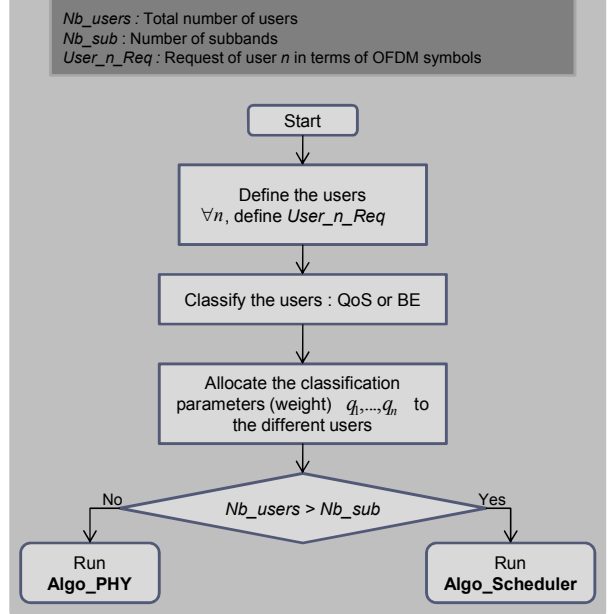 Nb_users : Total number of users
Nb_sub : Number of subbands
User_n_Req : Request of user n in terms of OFDM symbols
Start
Define the users
∀n, define User_n_Req
Classify the users : QoS or BE
Allocate the classification
parameters (weight) q₁,...,qₙ to
the different users
No
Nb_users > Nb_sub
Yes
Run
Algo_PHY
Run
Algo_Scheduler